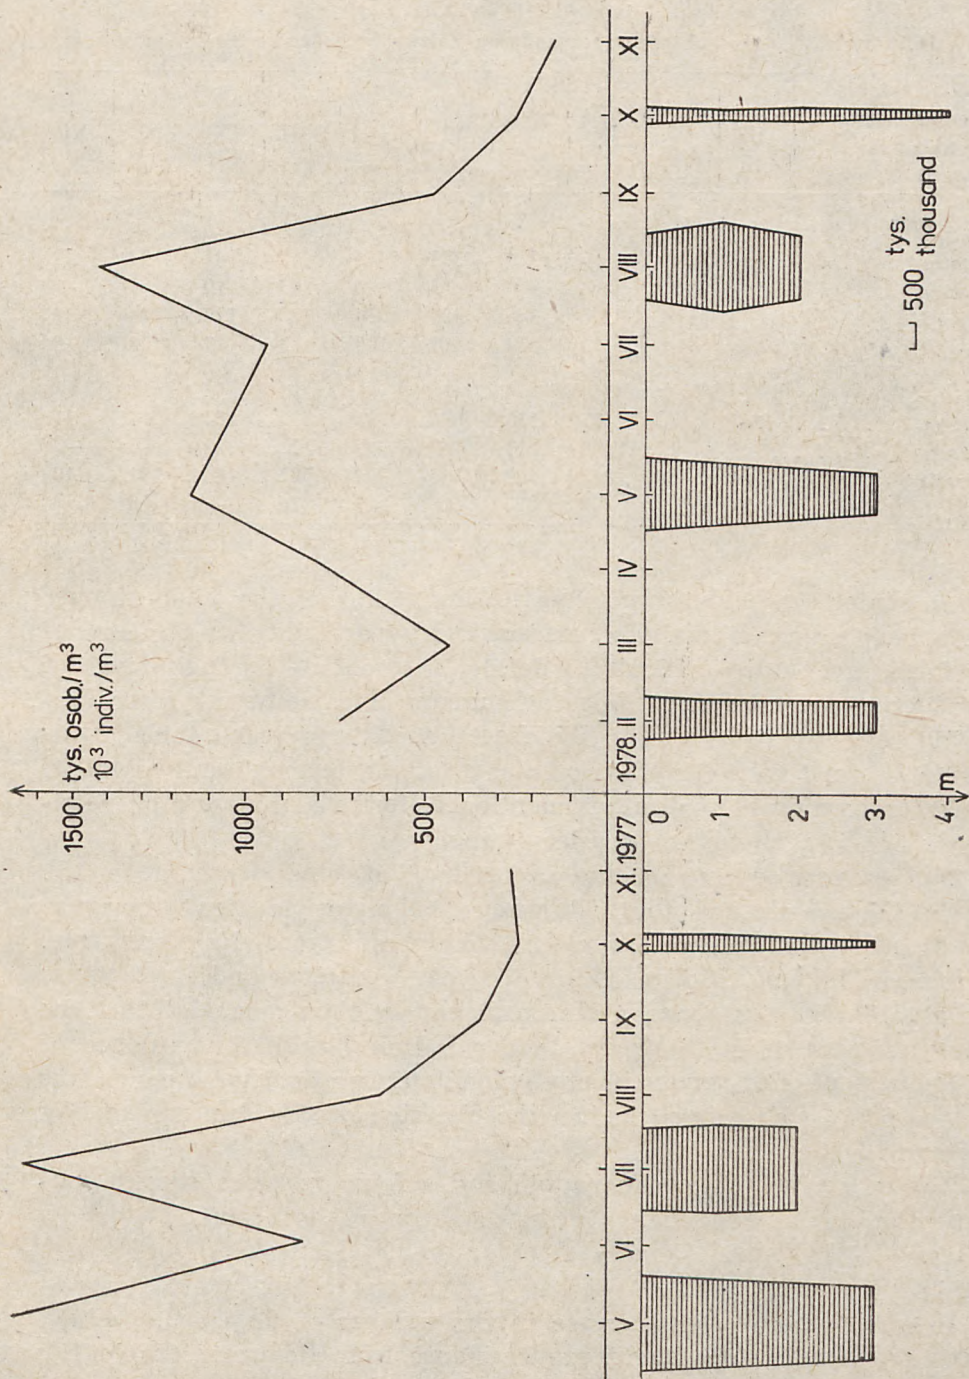 tys. osob./m³
10³ indiv./m³
1500
1000
500
V VI VII VIII IX X XI. 1977 1978. II III IV V VI VII VIII IX X XI
0
1
2
3
4
m
500 tys.
thousand